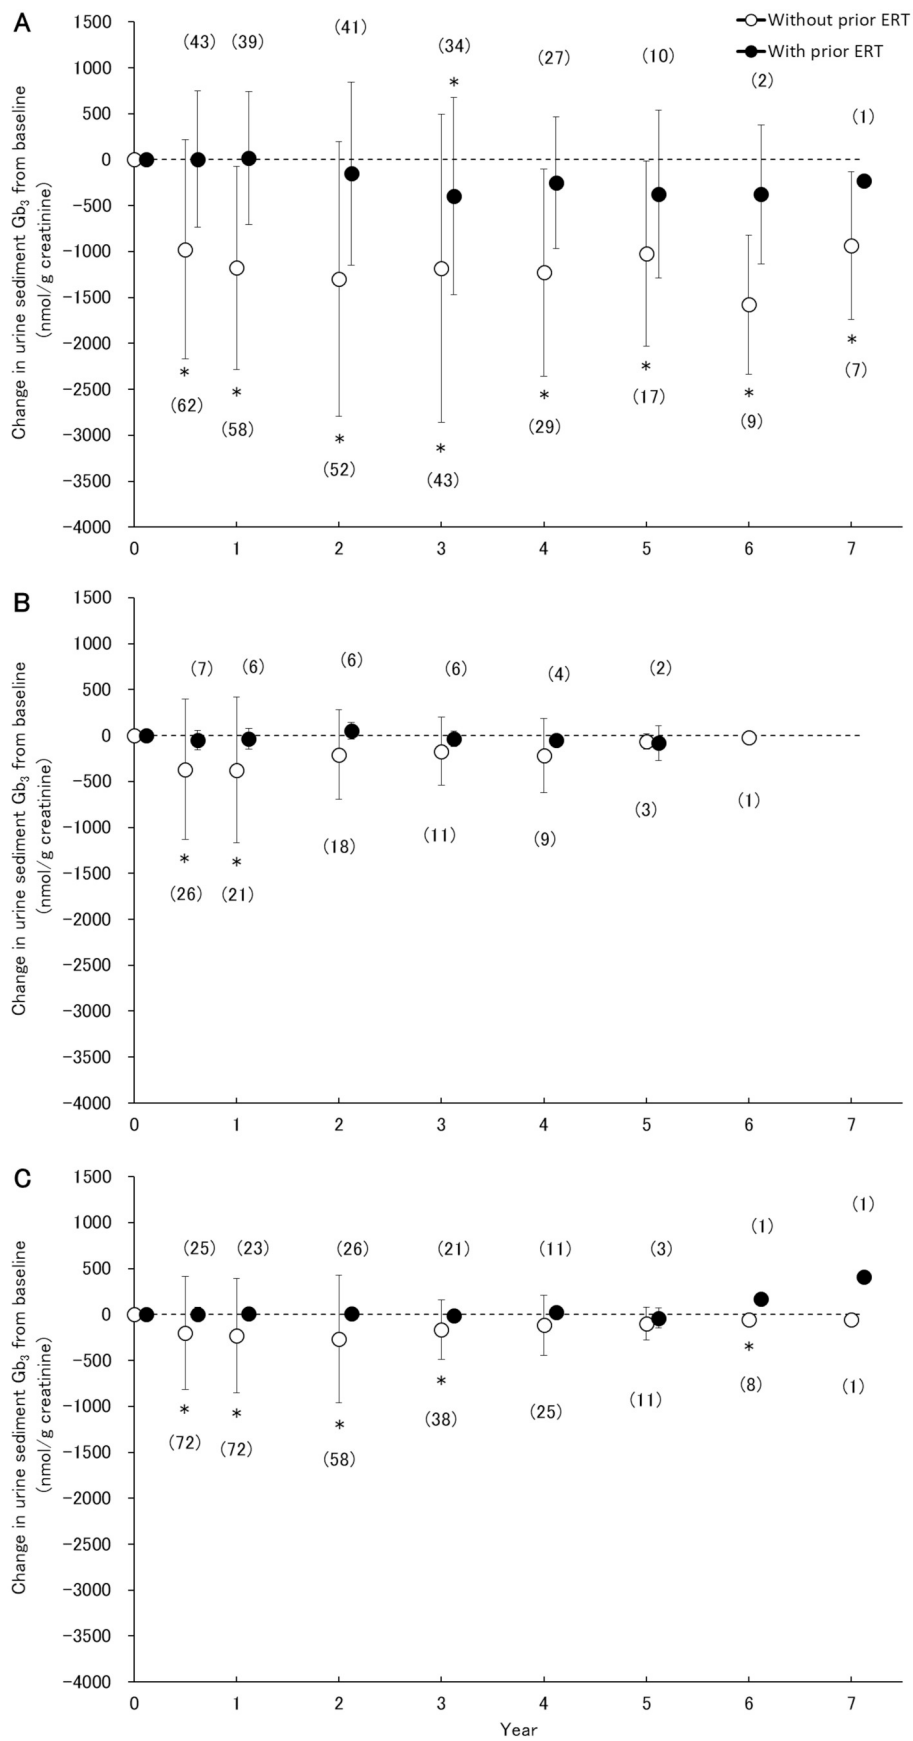 A
Change in urine sediment Gb3 from baseline
(nmol/g creatinine)
Without prior ERT
With prior ERT
1500
1000
500
0
−500
−1000
−1500
−2000
−2500
−3000
−3500
−4000
(43) (39) (41) (34) (27) (10) (2) (1)
*
* * * * * * * *
(62) (58) (52) (43) (29) (17) (9) (7)
0 1 2 3 4 5 6 7
B
Change in urine sediment Gb3 from baseline
(nmol/g creatinine)
1500
1000
500
0
−500
−1000
−1500
−2000
−2500
−3000
−3500
−4000
(7) (6) (6) (6) (4) (2)
* *
(26) (21) (18) (11) (9) (3) (1)
0 1 2 3 4 5 6 7
C
Change in urine sediment Gb3 from baseline
(nmol/g creatinine)
1500
1000
500
0
−500
−1000
−1500
−2000
−2500
−3000
−3500
−4000
(25) (23) (26) (21) (11) (3) (1) (1)
* * * * *
(72) (72) (58) (38) (25) (11) (8) (1)
0 1 2 3 4 5 6 7
Year